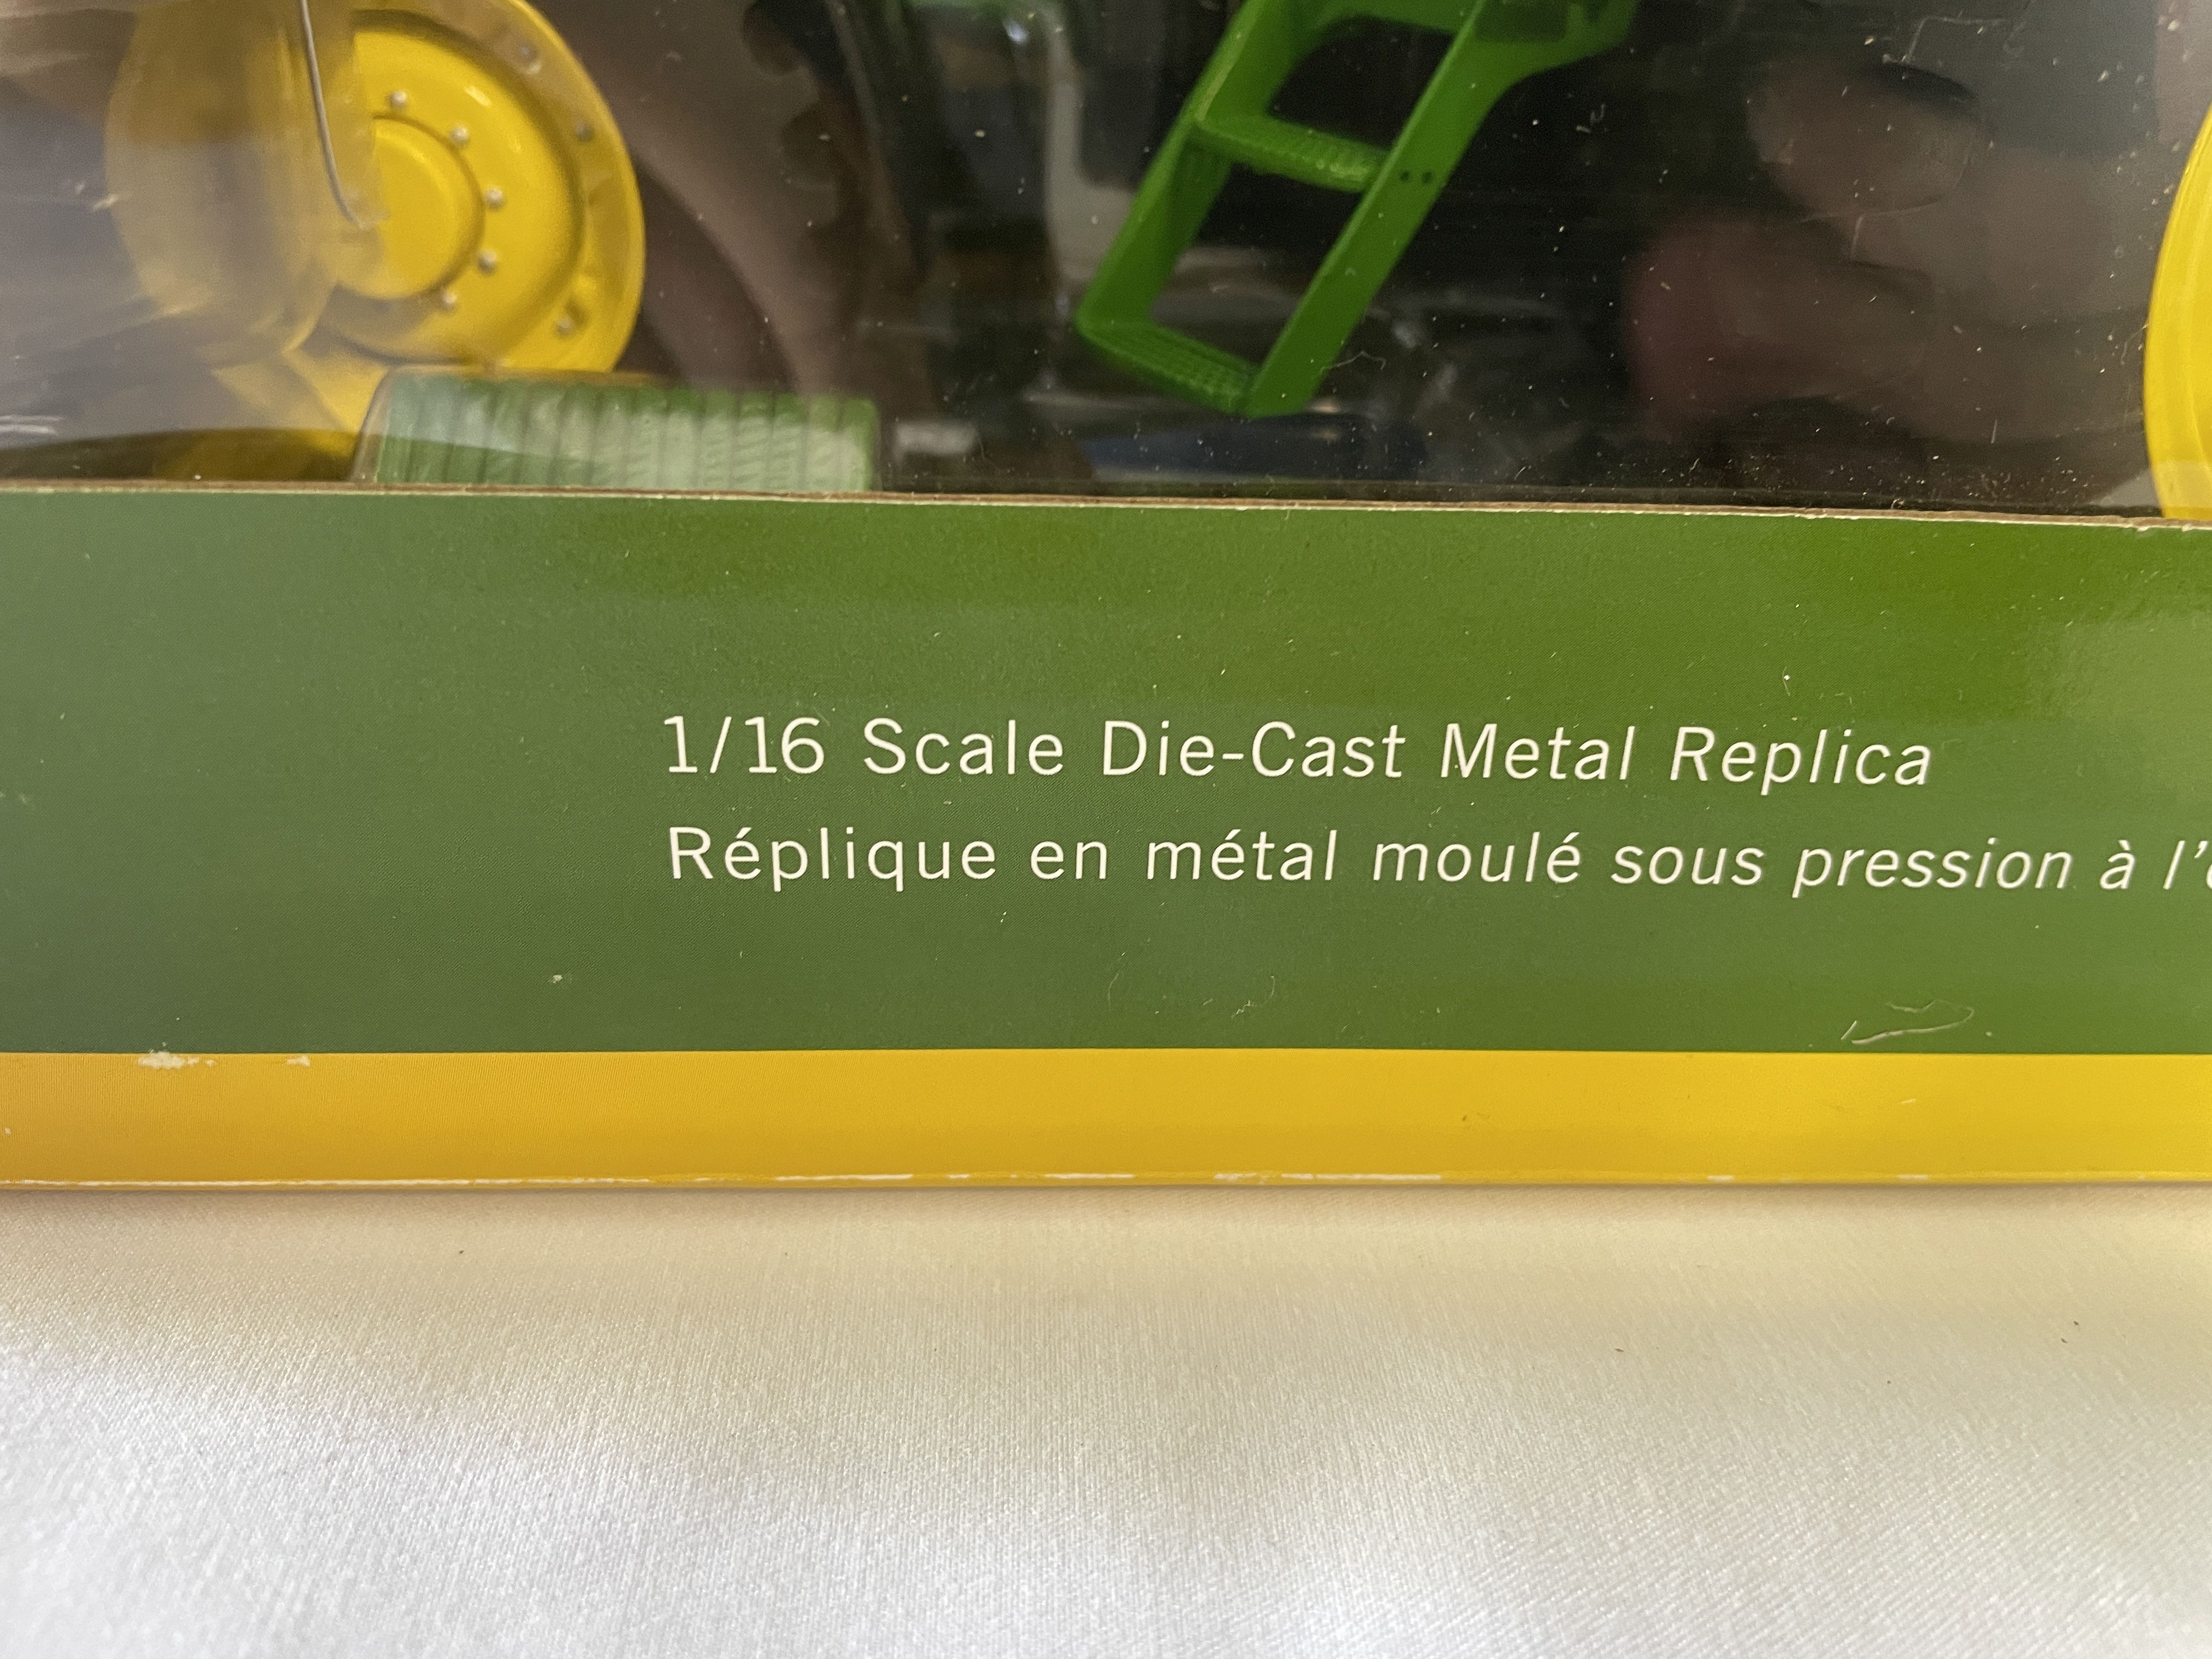 1/16 Scale Die-Cast Metal Replica
Réplique en métal moulé sous pression à